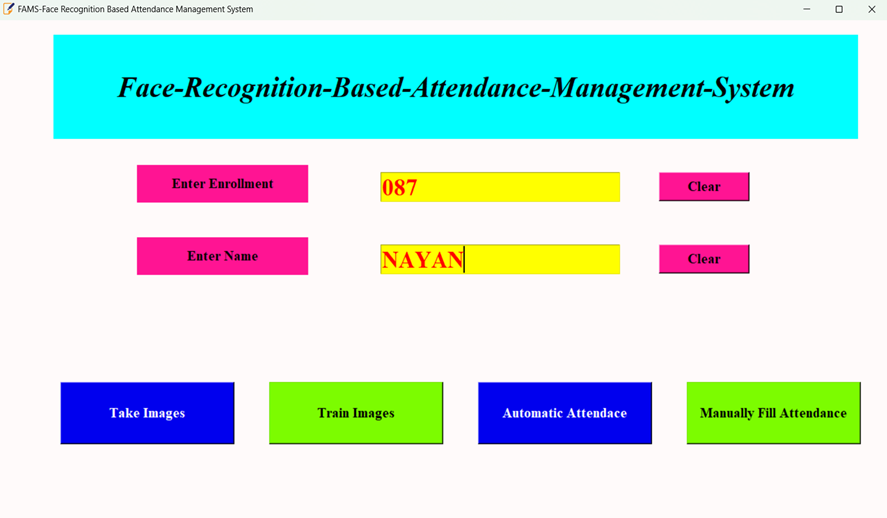 FAMS-Face Recognition Based Attendance Management System
Face-Recognition-Based-Attendance-Management-System
Enter Enrollment 087 Clear
Enter Name NAYAN Clear
Take Images Train Images Automatic Attendace Manually Fill Attendance